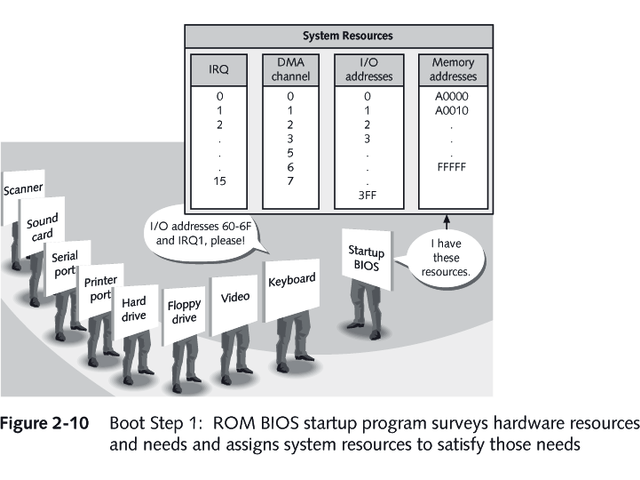 System Resources
IRQ
DMA
channel
I/O
addresses
Memory
addresses
0 0 0 A0000
1 1 1 A0010
2 2 2 .
. 3 3 .
. 5 . FFFFF
. 6 .
15 7 .
3FF
Scanner
Sound
card
Serial
port
Printer
port
Hard
drive
Floppy
drive
Video
Keyboard
I/O addresses 60-6F
and IRQ1, please!
Startup
BIOS
I have
these
resources.
Figure 2-10 Boot Step 1: ROM BIOS startup program surveys hardware resources
and needs and assigns system resources to satisfy those needs